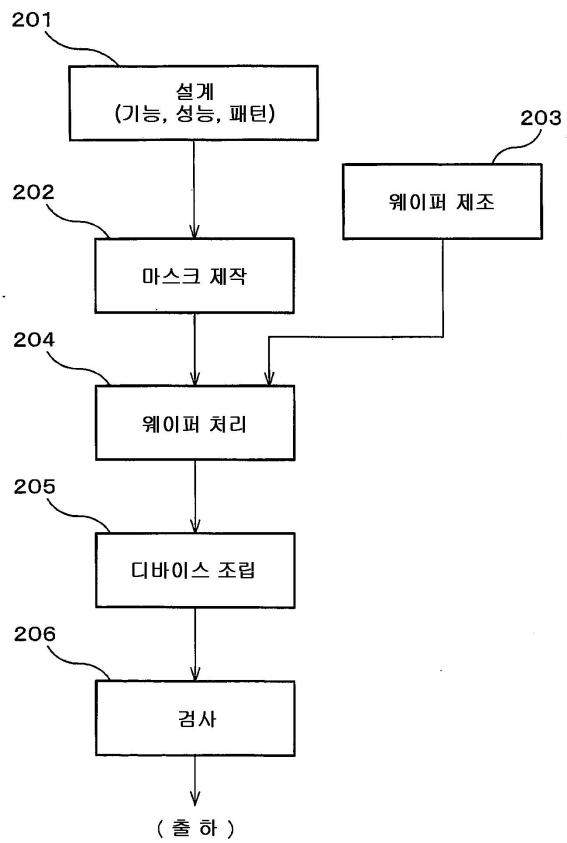 201
설계
(기능, 성능, 패턴)
203
웨이퍼 제조
202
마스크 제작
204
웨이퍼 처리
205
디바이스 조립
206
검사
(출하)